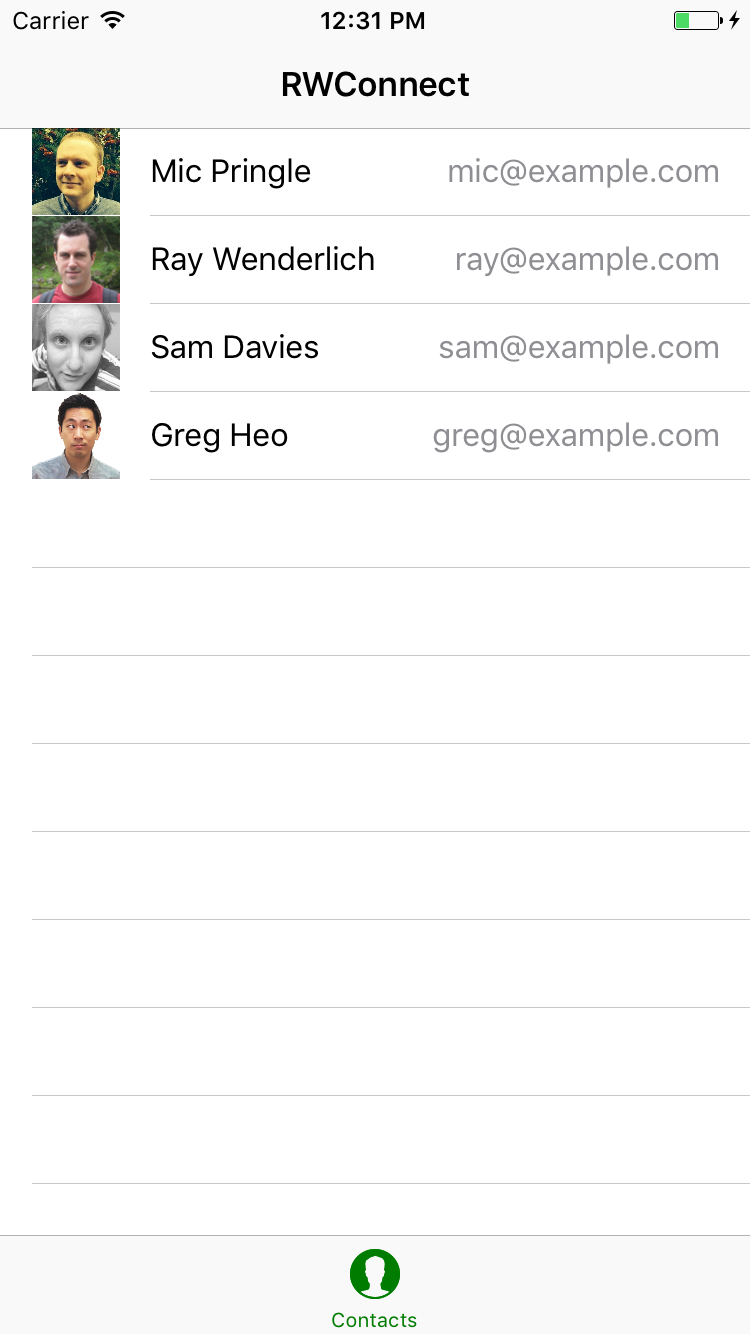 Carrier 12:31 PM
RWConnect
Mic Pringle mic@example.com
Ray Wenderlich ray@example.com
Sam Davies sam@example.com
Greg Heo greg@example.com
Contacts